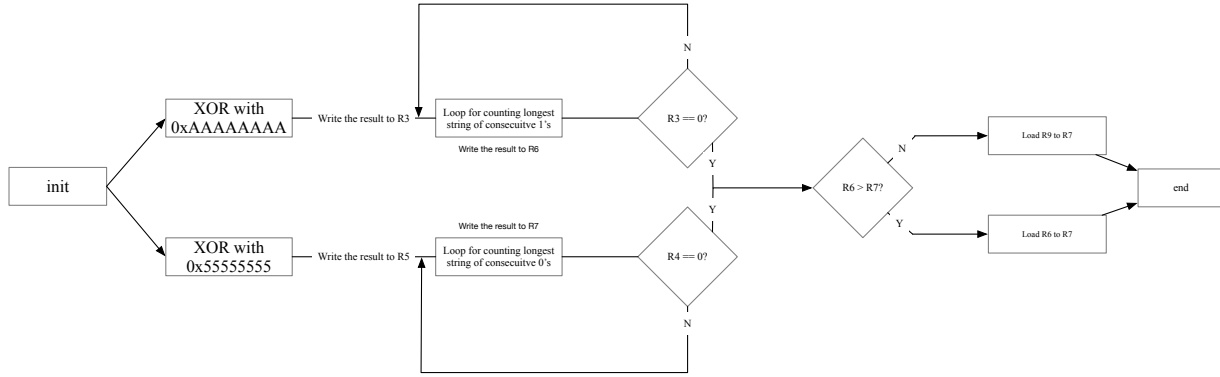 init
XOR with
0xAAAAAAAA
Write the result to R3
Loop for counting longest
string of consecuitve 1's
Write the result to R6
N
R3 == 0?
Y
XOR with
0x55555555
Write the result to R5
Write the result to R7
Loop for counting longest
string of consecuitve 0's
Y
R4 == 0?
N
R6 > R7?
N
Load R9 to R7
Y
Load R6 to R7
end